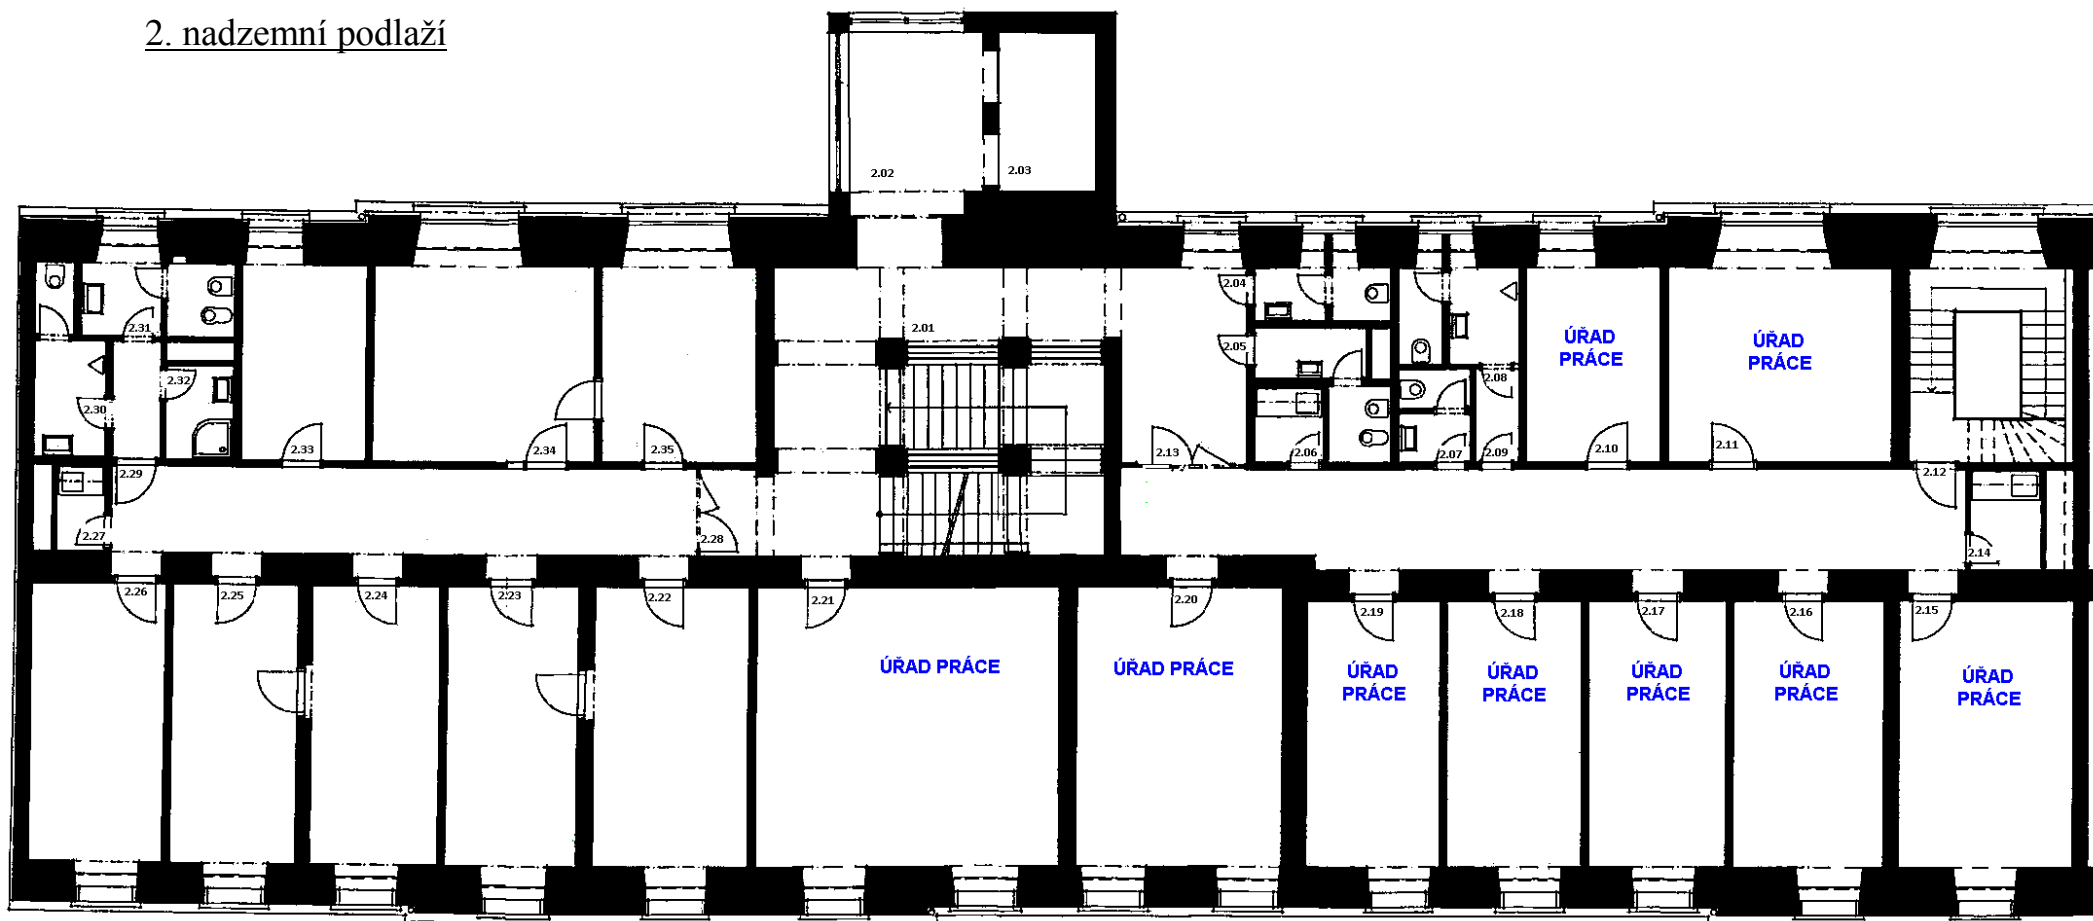 2. nadzemní podlaží
2.02
2.03
2.04
2.01
2.31
2.05
ÚŘAD
PRÁCE
ÚŘAD
PRÁCE
2.32
2.08
2.30
2.33
2.34
2.35
2.13
2.06
2.07
2.09
2.10
2.11
2.29
2.12
2.27
2.28
2.14
2.26
2.25
2.24
2.23
2.22
2.21
2.20
2.19
2.18
2.17
2.16
2.15
ÚŘAD PRÁCE
ÚŘAD PRÁCE
ÚŘAD
PRÁCE
ÚŘAD
PRÁCE
ÚŘAD
PRÁCE
ÚŘAD
PRÁCE
ÚŘAD
PRÁCE